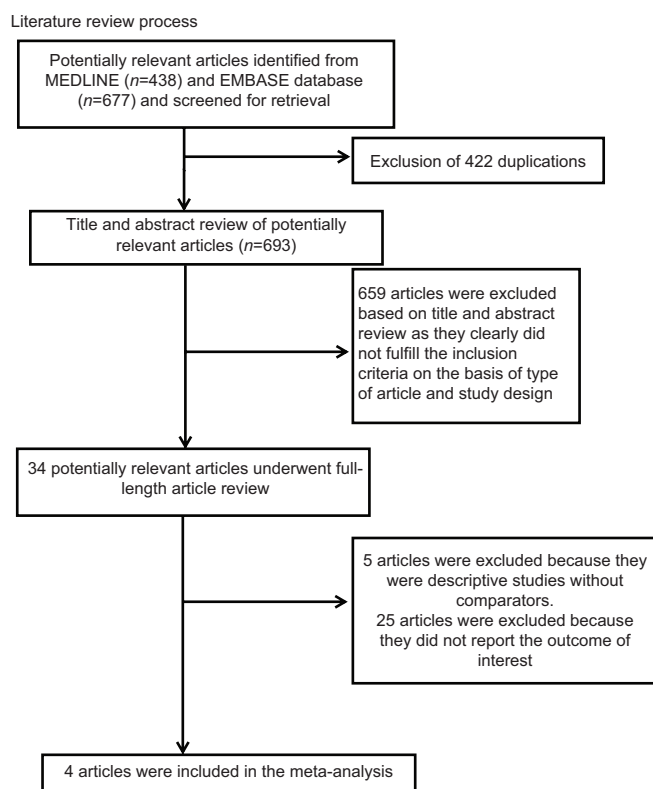 Literature review process
Potentially relevant articles identified from
MEDLINE (n=438) and EMBASE database
(n=677) and screened for retrieval
Exclusion of 422 duplications
Title and abstract review of potentially
relevant articles (n=693)
659 articles were excluded
based on title and abstract
review as they clearly did
not fulfill the inclusion
criteria on the basis of type
of article and study design
34 potentially relevant articles underwent full-
length article review
5 articles were excluded because they
were descriptive studies without
comparators.
25 articles were excluded because
they did not report the outcome of
interest
4 articles were included in the meta-analysis